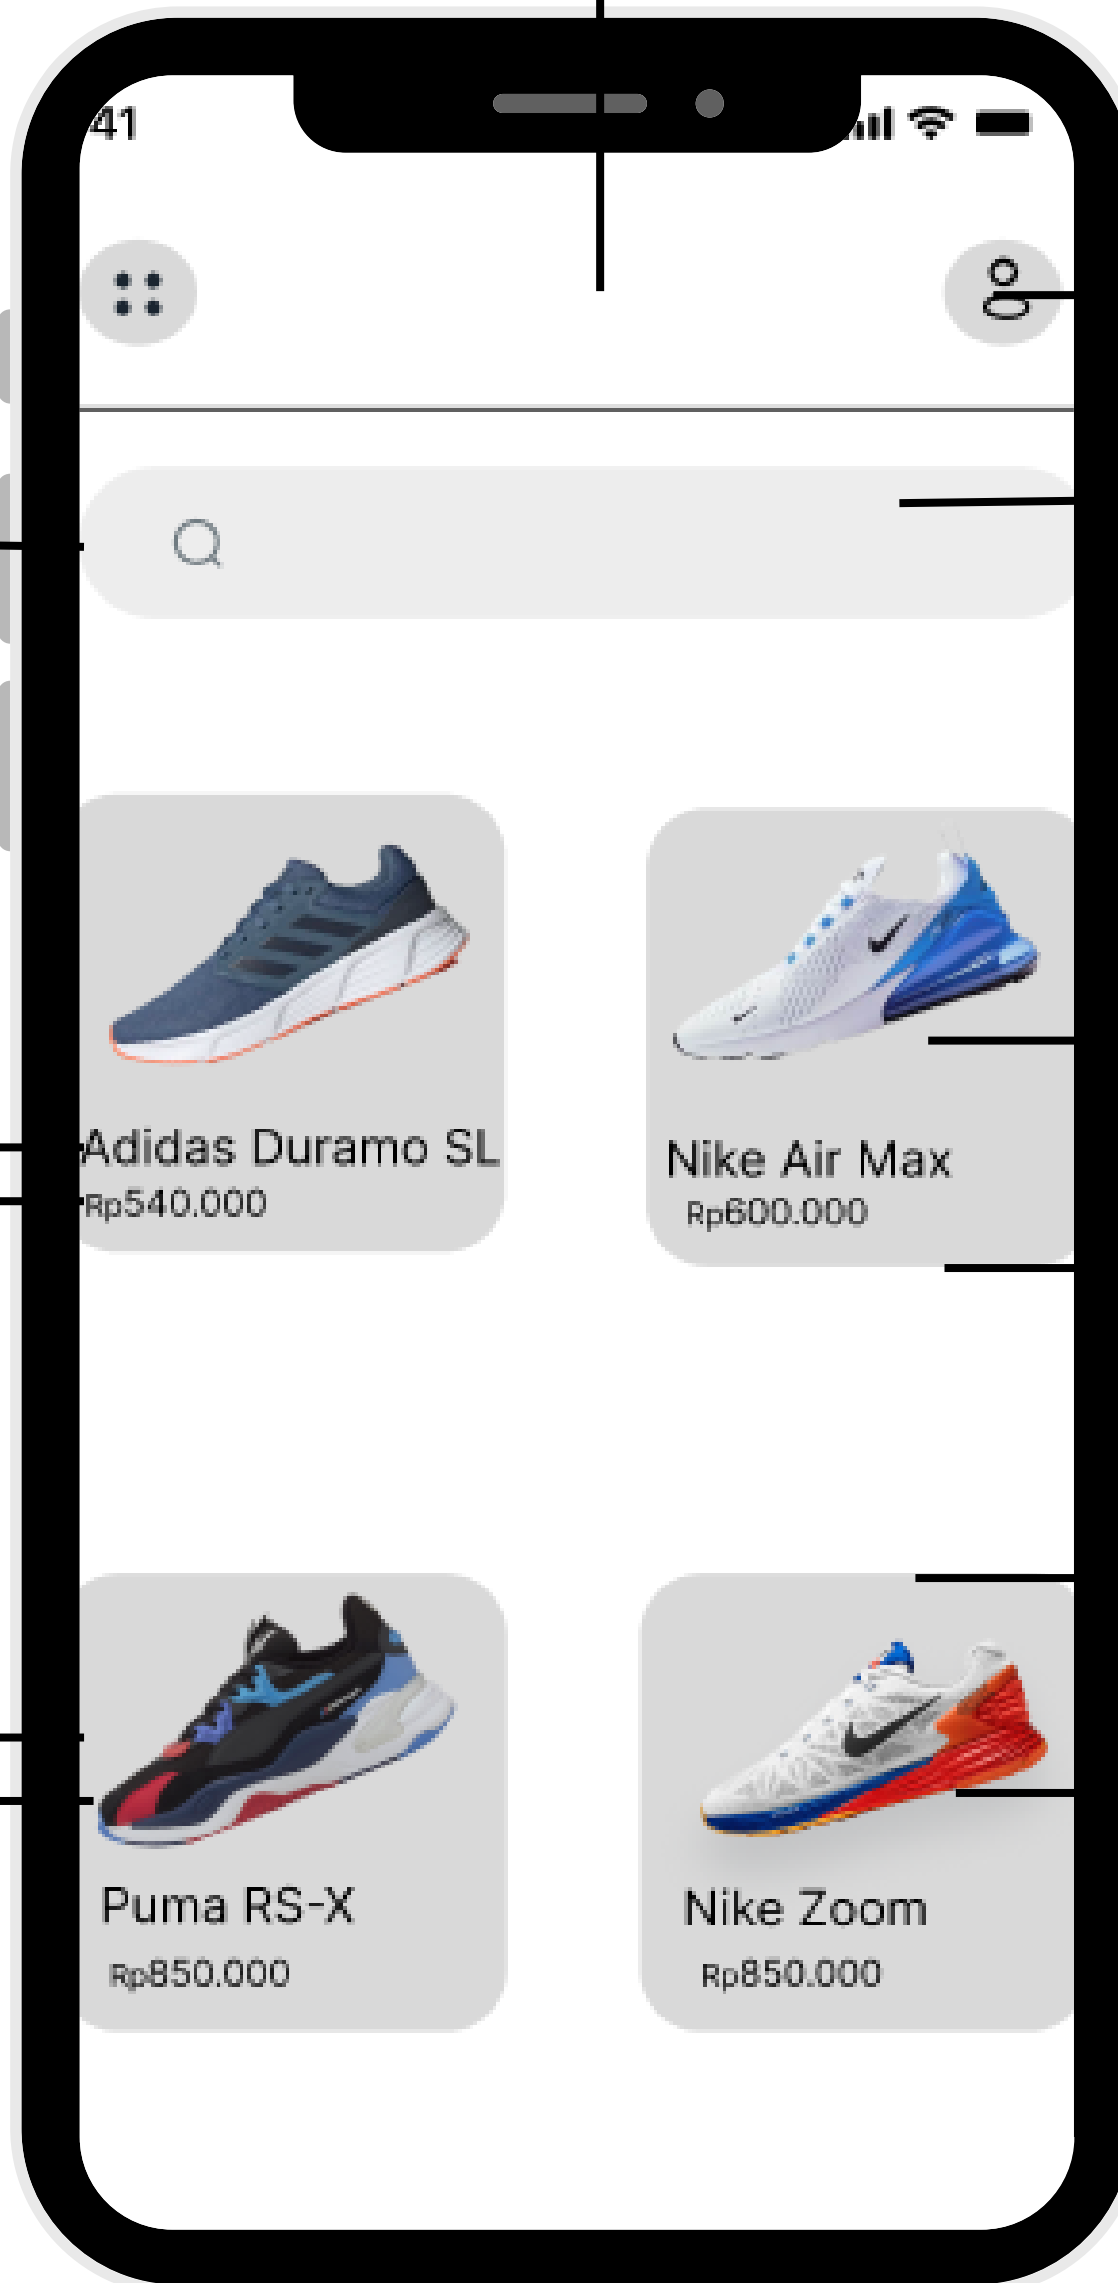 41
Adidas Duramo SL
Rp540.000
Nike Air Max
Rp600.000
Puma RS-X
Rp850.000
Nike Zoom
Rp850.000